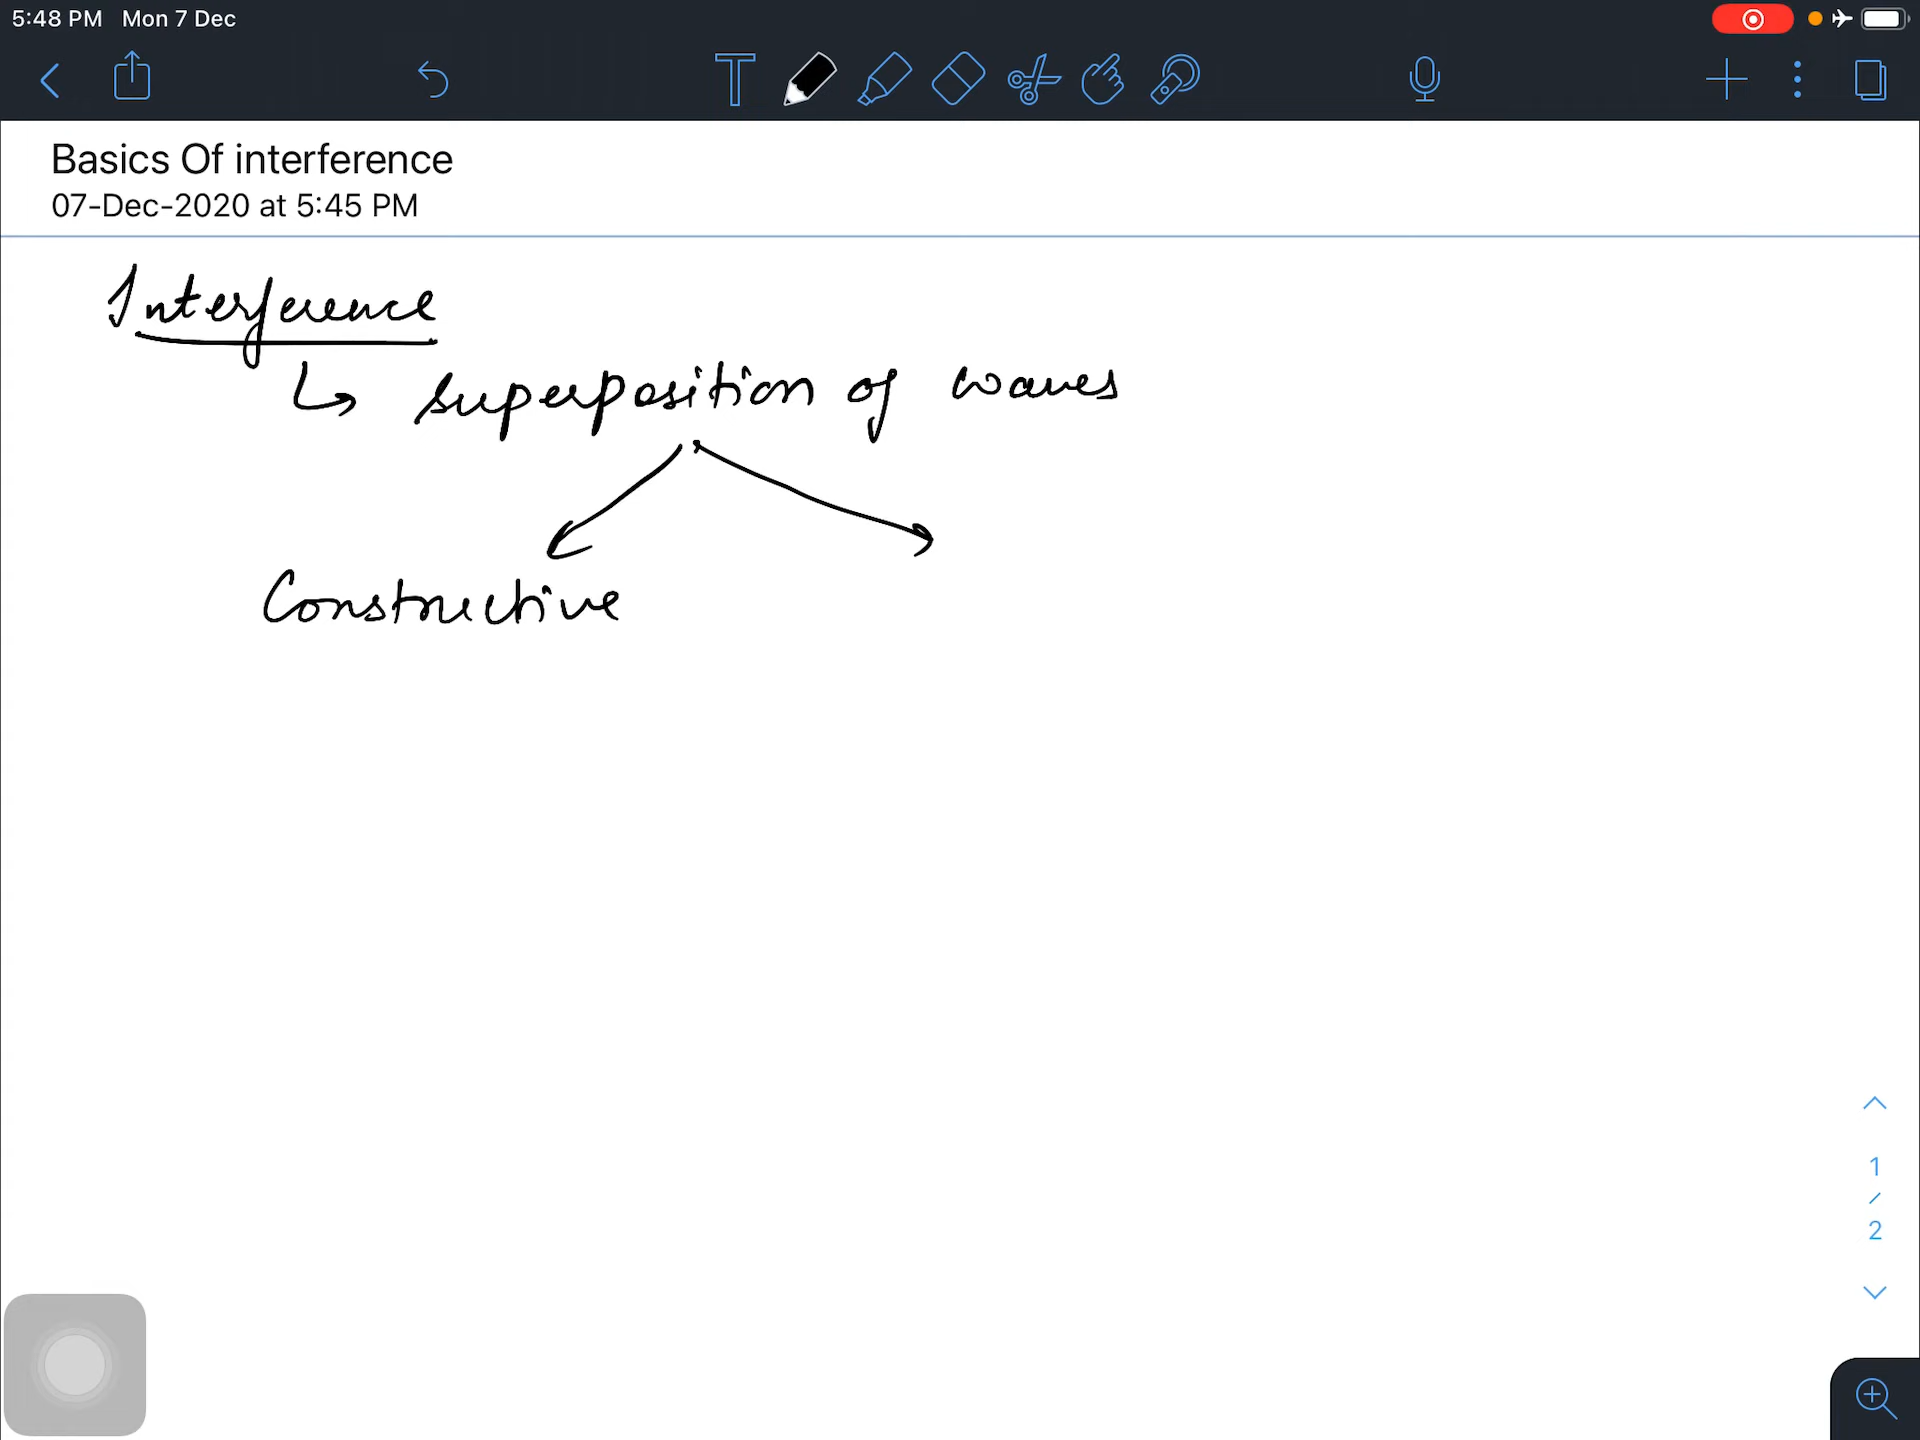 5:48 PM Mon 7 Dec
T
Basics Of interference
07-Dec-2020 at 5:45 PM
Interference
↳ superposition of waves
Constructive
1
/
2